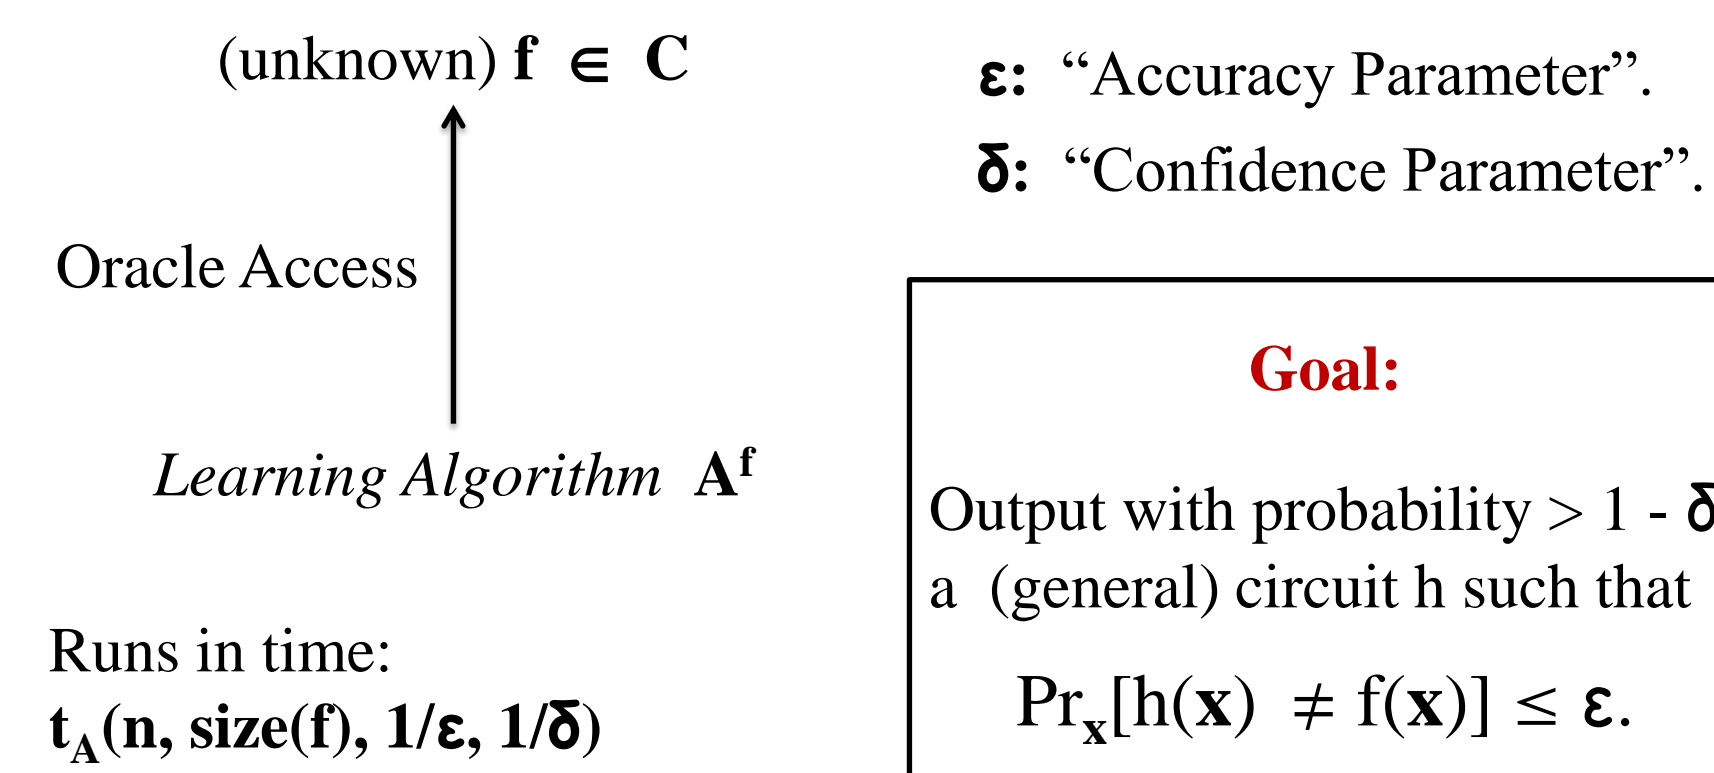 (unknown) f ∈ C
Oracle Access
Learning Algorithm A^f
Runs in time:
t_A(n, size(f), 1/ε, 1/δ)
ε: “Accuracy Parameter”.
δ: “Confidence Parameter”.
Goal:
Output with probability > 1 - δ
a (general) circuit h such that
Pr_x[h(x) ≠ f(x)] ≤ ε.